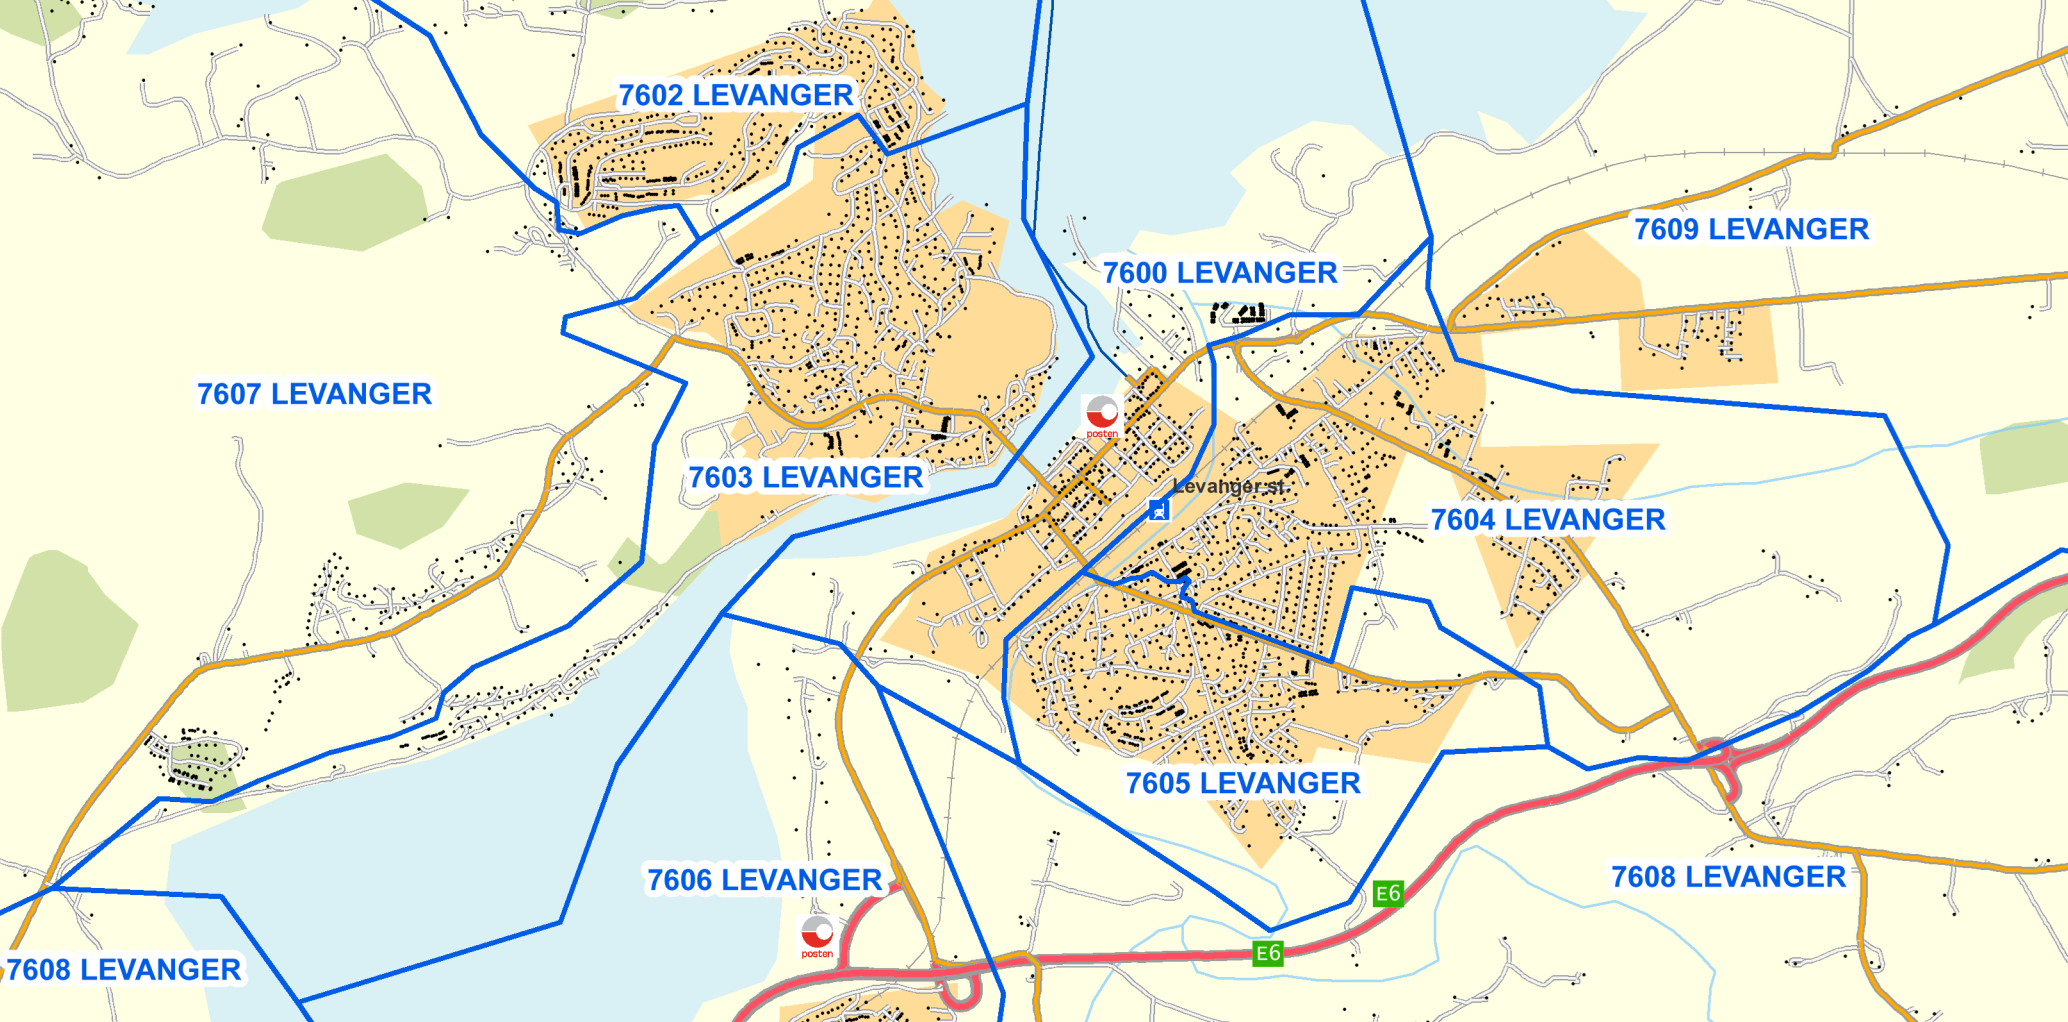 7602 LEVANGER
7609 LEVANGER
7600 LEVANGER
7607 LEVANGER
posten
7603 LEVANGER
Levanger st.
7604 LEVANGER
7605 LEVANGER
7606 LEVANGER
7608 LEVANGER
E6
posten
E6
7608 LEVANGER